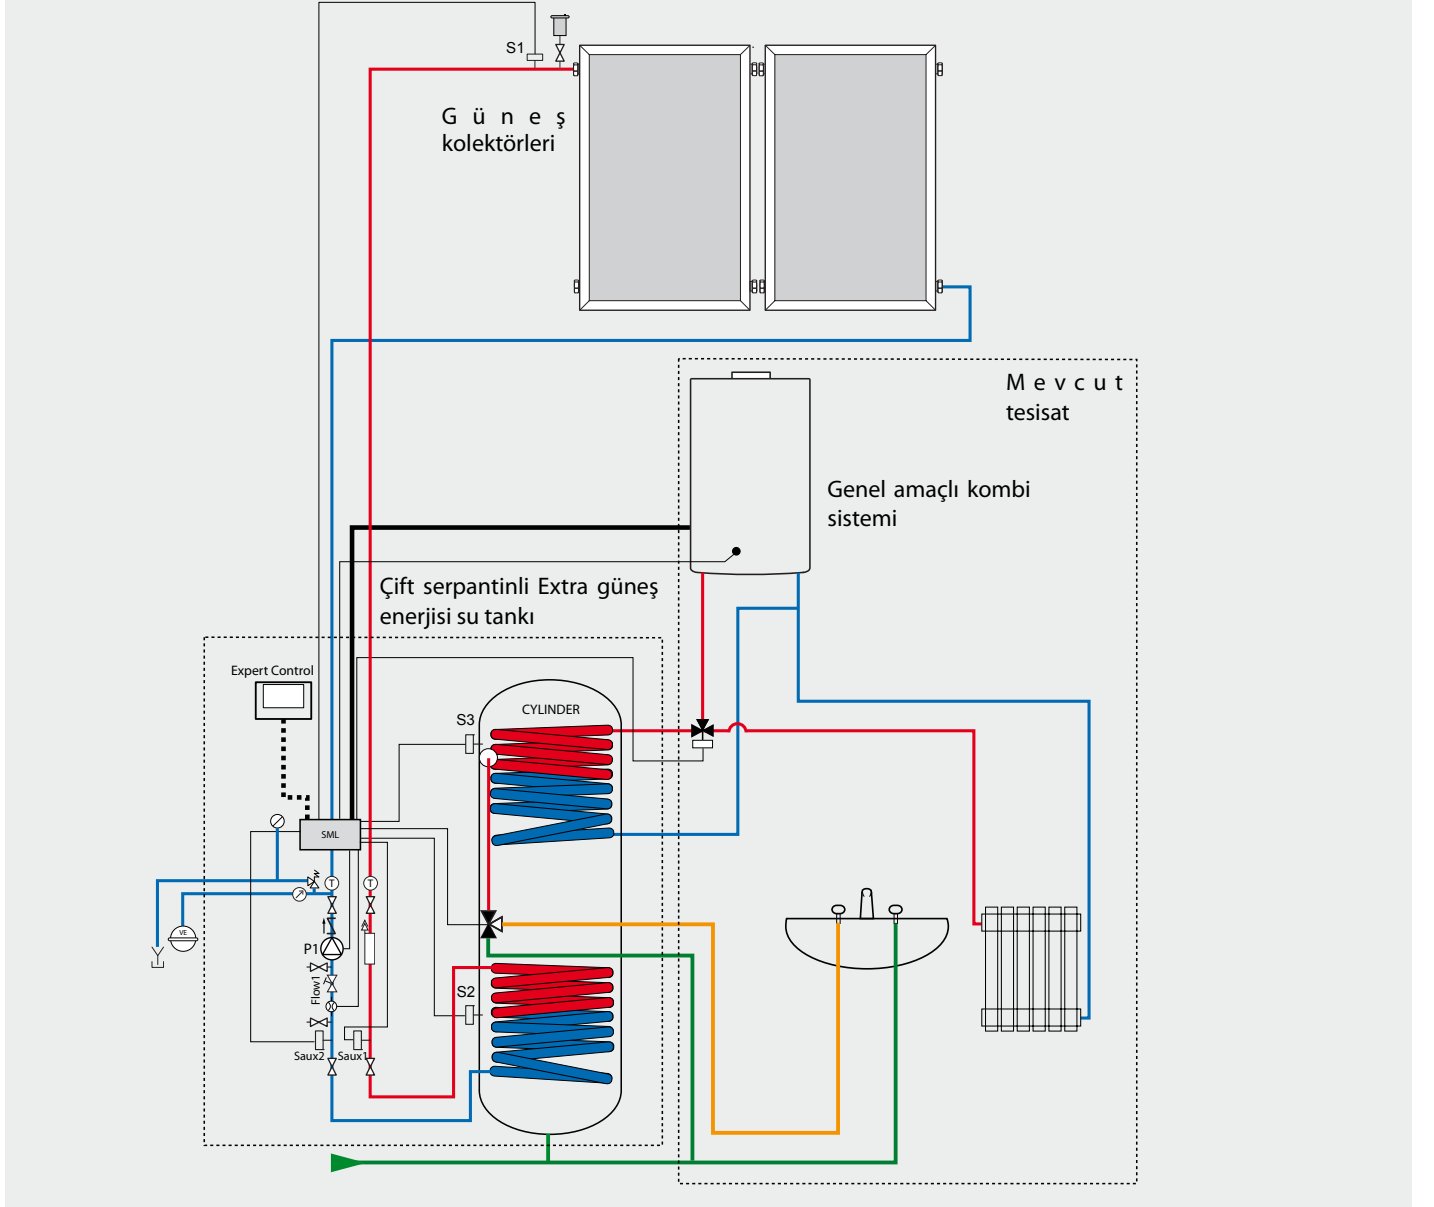 S1
G ü n e ş
kolektörleri
M e v c u t
tesisat
Genel amaçlı kombi
sistemi
Çift serpantinli Extra güneş
enerjisi su tankı
Expert Control
CYLINDER
S3
SML
T
T
VE
P1
Flow1
S2
Saux2
Saux1